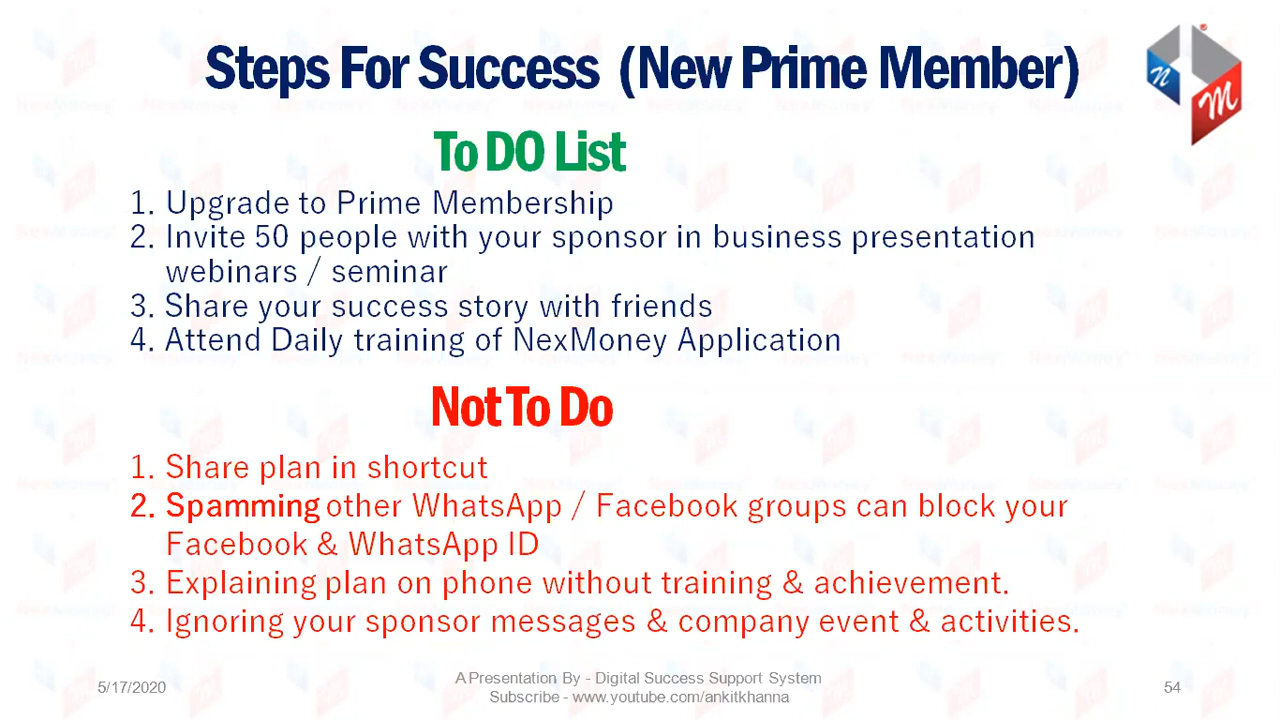 Steps For Success (New Prime Member)
n
m
®
To DO List
1. Upgrade to Prime Membership
2. Invite 50 people with your sponsor in business presentation
webinars / seminar
3. Share your success story with friends
4. Attend Daily training of NexMoney Application
Not To Do
1. Share plan in shortcut
2. Spamming other WhatsApp / Facebook groups can block your
Facebook & WhatsApp ID
3. Explaining plan on phone without training & achievement.
4. Ignoring your sponsor messages & company event & activities.
5/17/2020
A Presentation By - Digital Success Support System
Subscribe - www.youtube.com/ankitkhanna
54